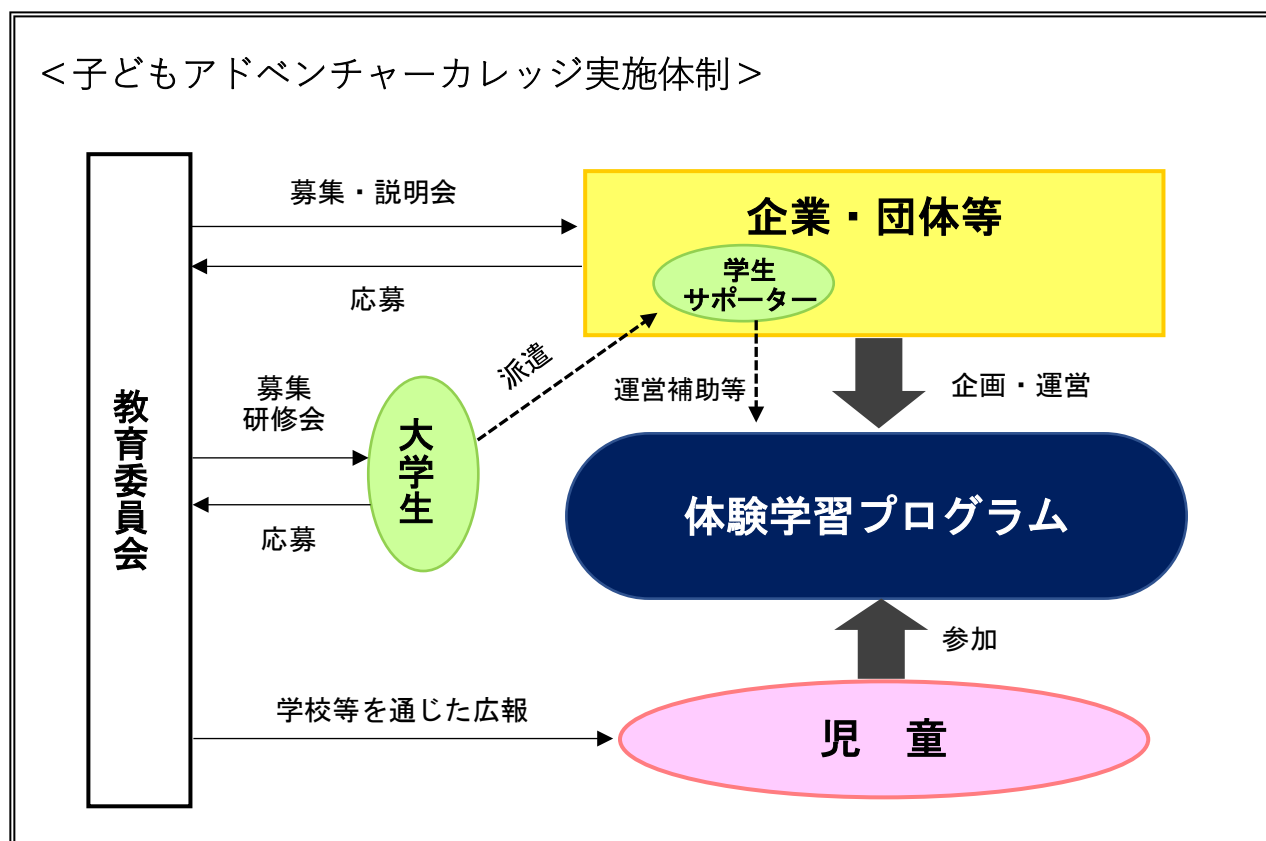 ＜子どもアドベンチャーカレッジ実施体制＞
募集・説明会
企業・団体等
学生
サポーター
応募
派遣
運営補助等
企画・運営
募集
研修会
教育委員会
大学生
応募
体験学習プログラム
参加
学校等を通じた広報
児　童